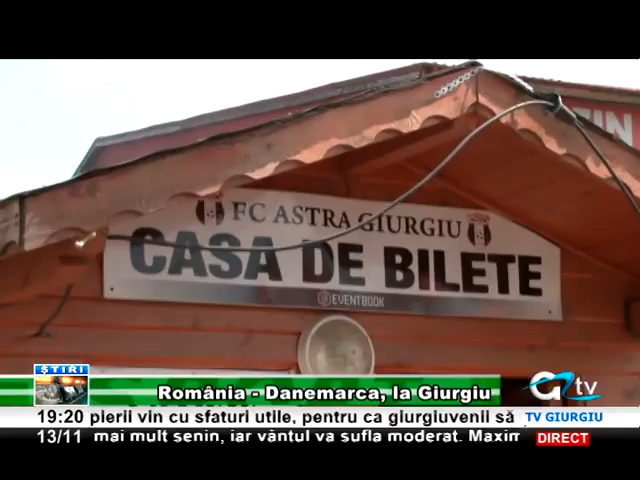 ZIN
FC ASTRA GIURGIU
CASA DE BILETE
EVENTBOOK
ȘTIRI
România - Danemarca, la Giurgiu
G tv
19:20 pierii vin cu sfaturi utile, pentru ca giurgiuvenii să
TV GIURGIU
13/11 mai mult senin, iar vântul va sufla moderat. Maxim
DIRECT